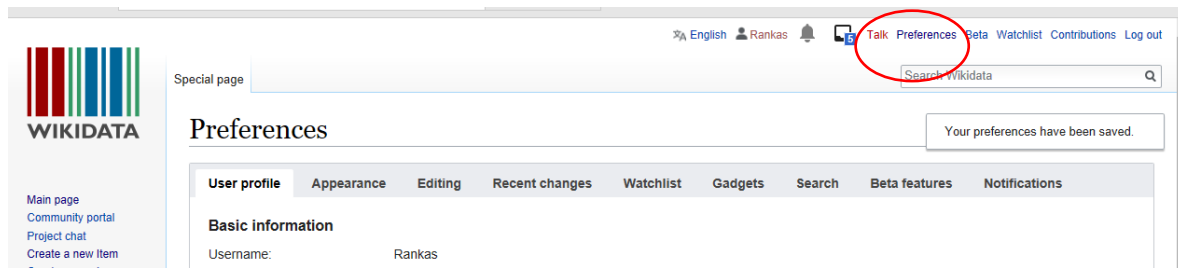 English Rankas 5 Talk Preferences Beta Watchlist Contributions Log out
Special page
Search Wikidata
WIKIDATA
Preferences
Your preferences have been saved.
User profile Appearance Editing Recent changes Watchlist Gadgets Search Beta features Notifications
Main page
Community portal
Project chat
Create a new Item
Basic information
Username: Rankas